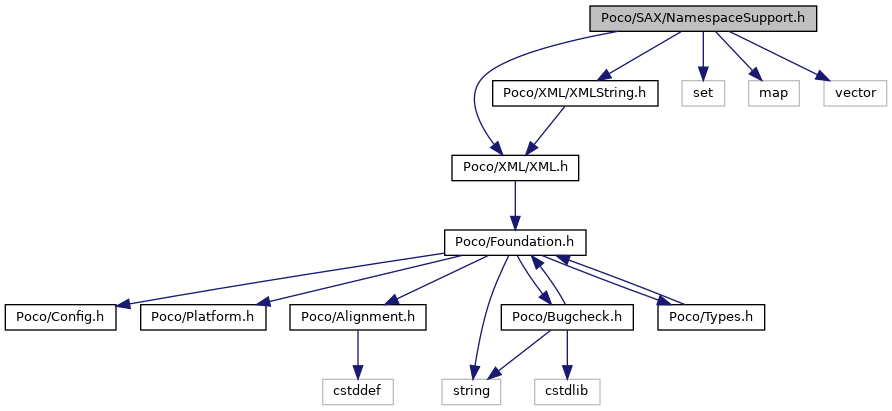 Poco/SAX/NamespaceSupport.h
Poco/XML/XMLString.h
set
map
vector
Poco/XML/XML.h
Poco/Foundation.h
Poco/Config.h
Poco/Platform.h
Poco/Alignment.h
Poco/Bugcheck.h
Poco/Types.h
cstddef
string
cstdlib